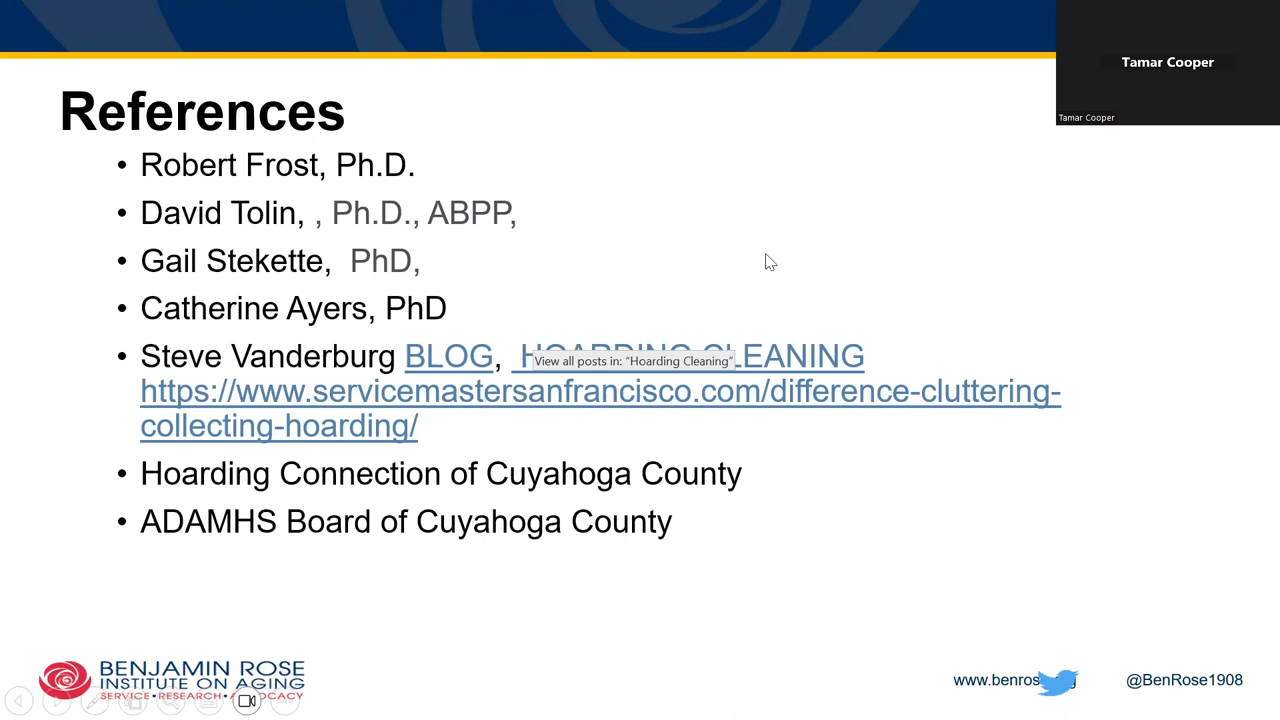 Tamar Cooper
Tamar Cooper
References
• Robert Frost, Ph.D.
• David Tolin, , Ph.D., ABPP,
• Gail Stekette, PhD,
• Catherine Ayers, PhD
• Steve Vanderburg BLOG, HOARDING CLEANING
View all posts in: “Hoarding Cleaning”
https://www.servicemastersanfrancisco.com/difference-cluttering-
collecting-hoarding/
• Hoarding Connection of Cuyahoga County
• ADAMHS Board of Cuyahoga County
BENJAMIN ROSE
INSTITUTE ON AGING
SERVICE • RESEARCH • ADVOCACY
@BenRose1908